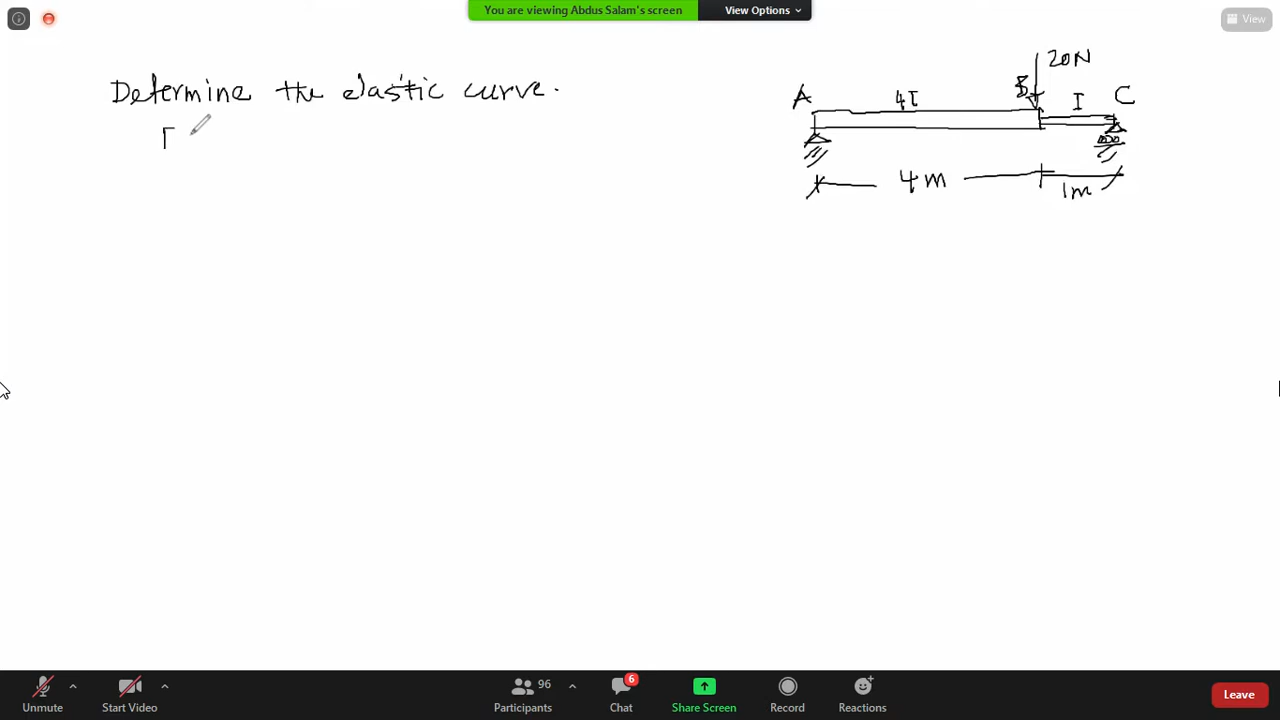 You are viewing Abdus Salam's screen
View Options
View
Determine the elastic curve.
20N
A
4I
B
I
C
4m
1m
Unmute
Start Video
96
Participants
6
Chat
Share Screen
Record
Reactions
Leave